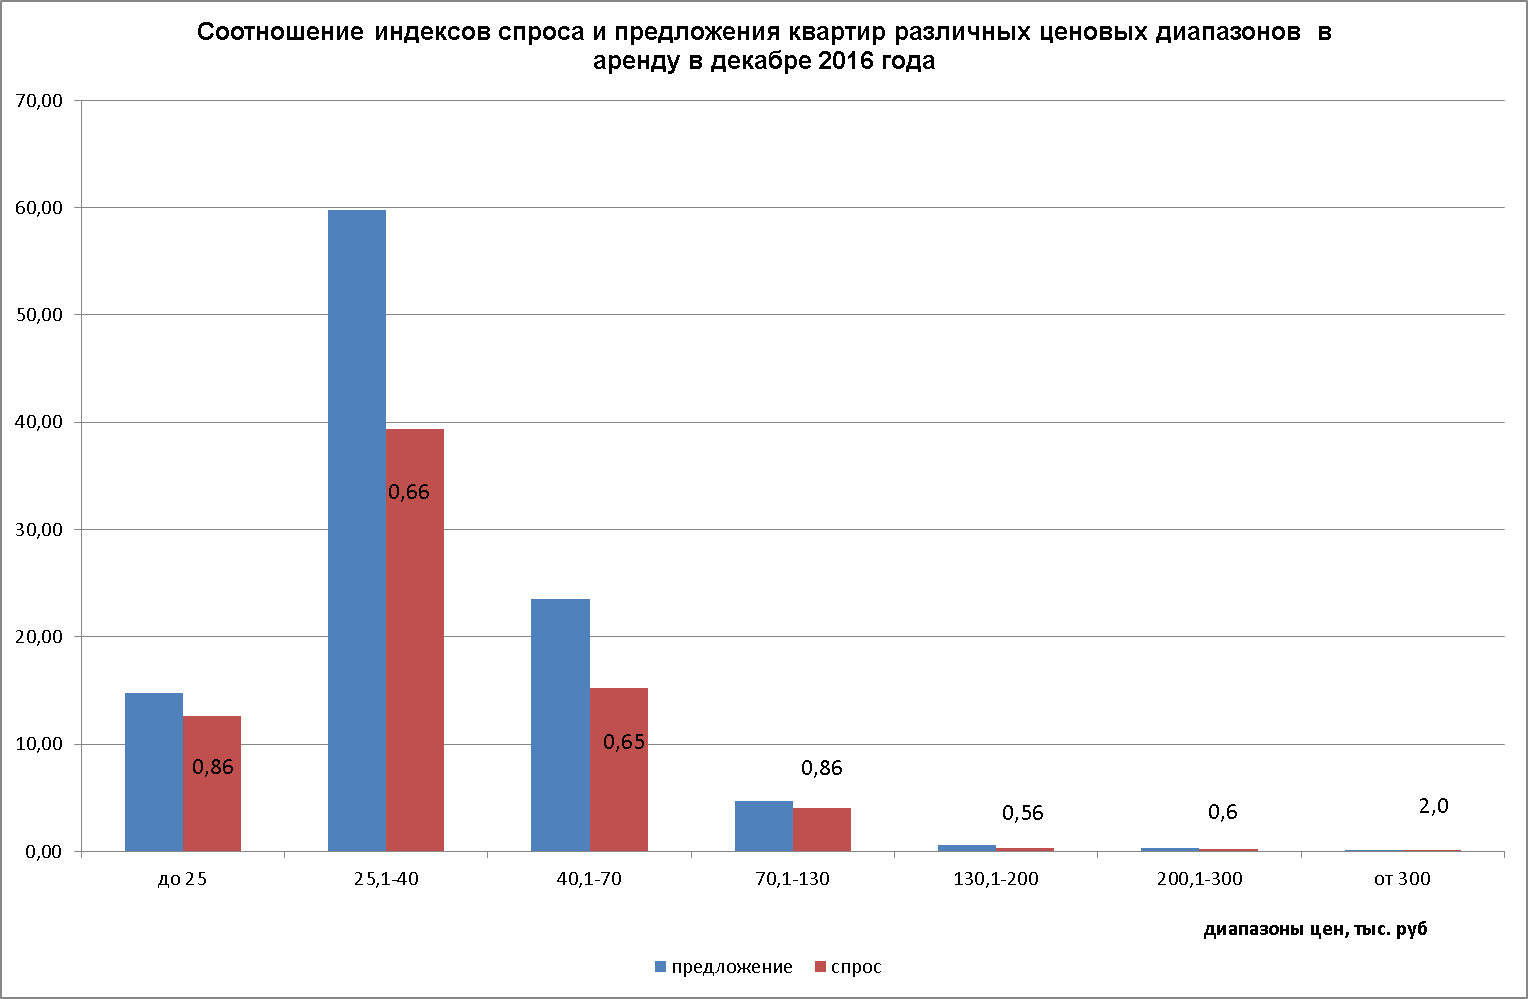 Соотношение индексов спроса и предложения квартир различных ценовых диапазонов в
аренду в декабре 2016 года
70,00
60,00
50,00
40,00
30,00
20,00
10,00
0,00
0,86
0,66
0,65
0,86
0,56
0,6
2,0
до 25
25,1-40
40,1-70
70,1-130
130,1-200
200,1-300
от 300
диапазоны цен, тыс. руб
предложение
спрос